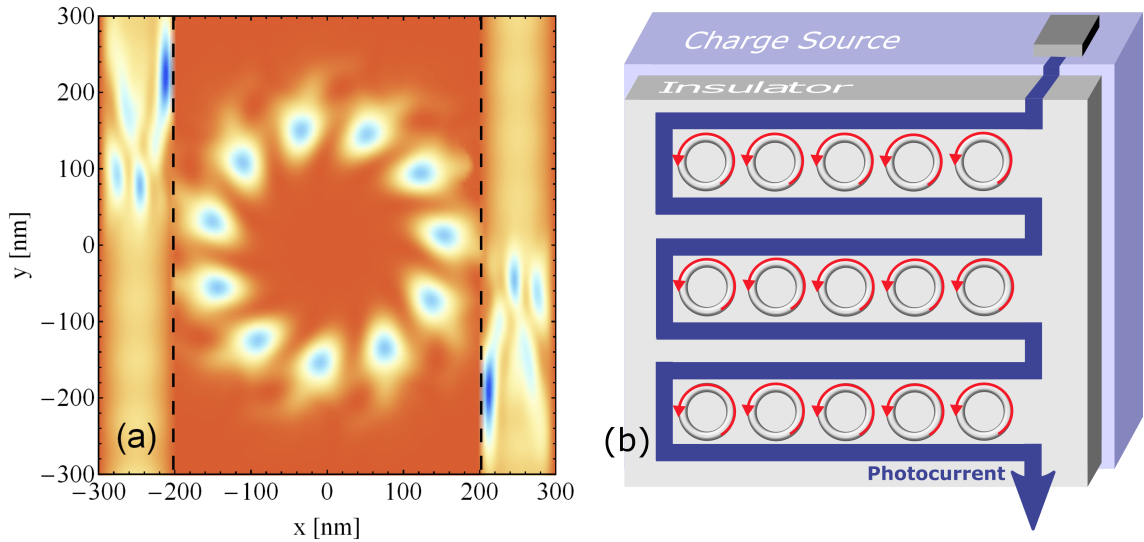 300
200
100
0
−100
−200
−300
y [nm]
(a)
−300 −200 −100 0 100 200 300
x [nm]
Charge Source
Insulator
(b)
Photocurrent